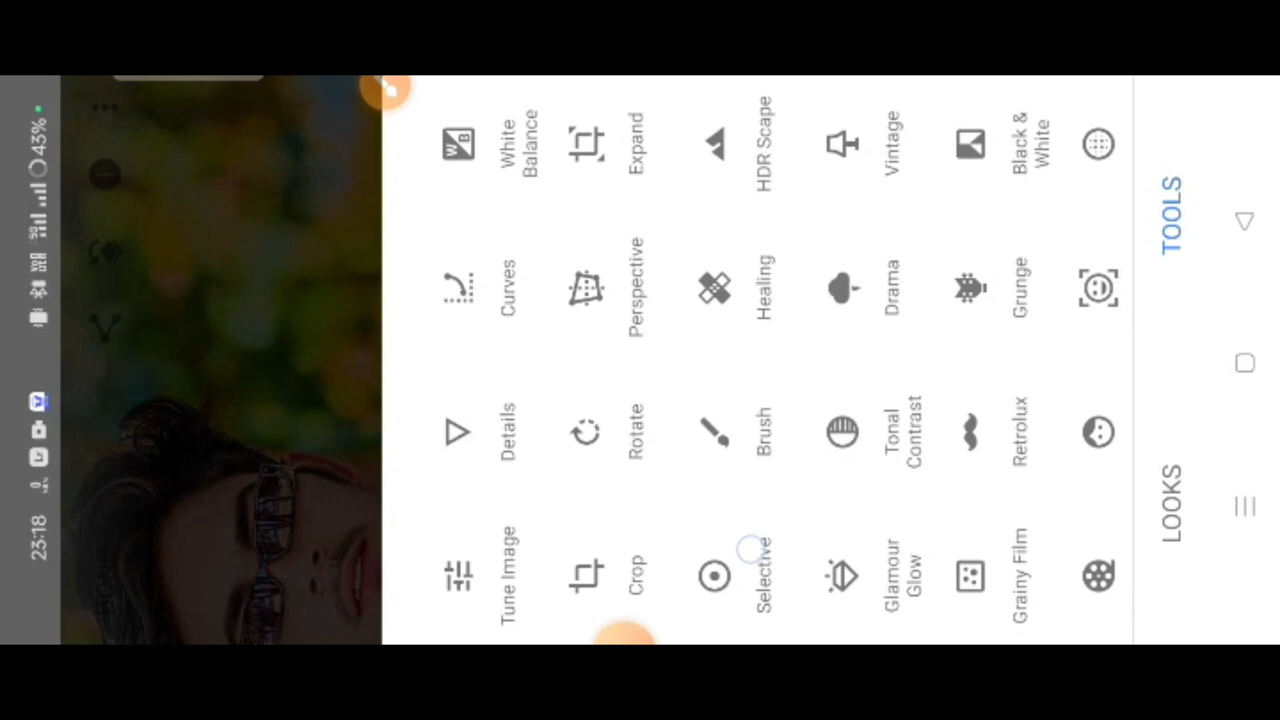 23:18
43%
Tune Image
Details
Curves
White
Balance
Crop
Rotate
Perspective
Expand
Selective
Brush
Healing
HDR Scape
Glamour
Glow
Tonal
Contrast
Drama
Vintage
Grainy Film
Retrolux
Grunge
Black &
White
LOOKS
TOOLS